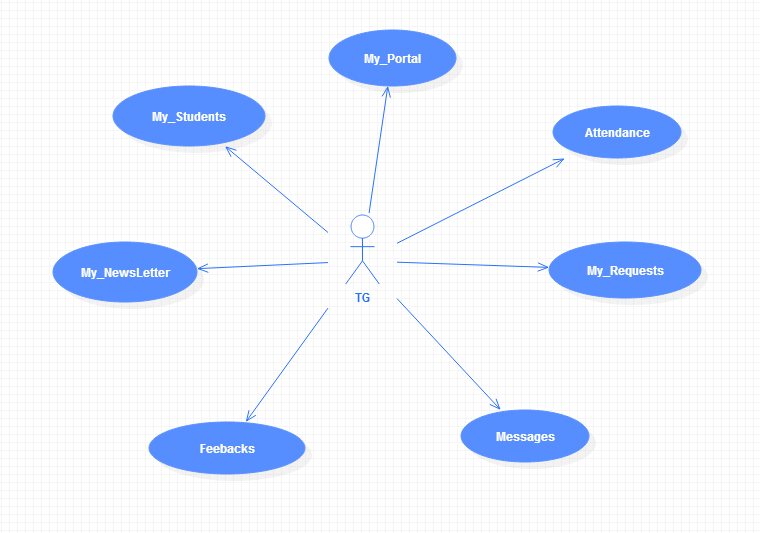 My_Portal
My_Students
Attendance
My_NewsLetter
My_Requests
TG
Feebacks
Messages